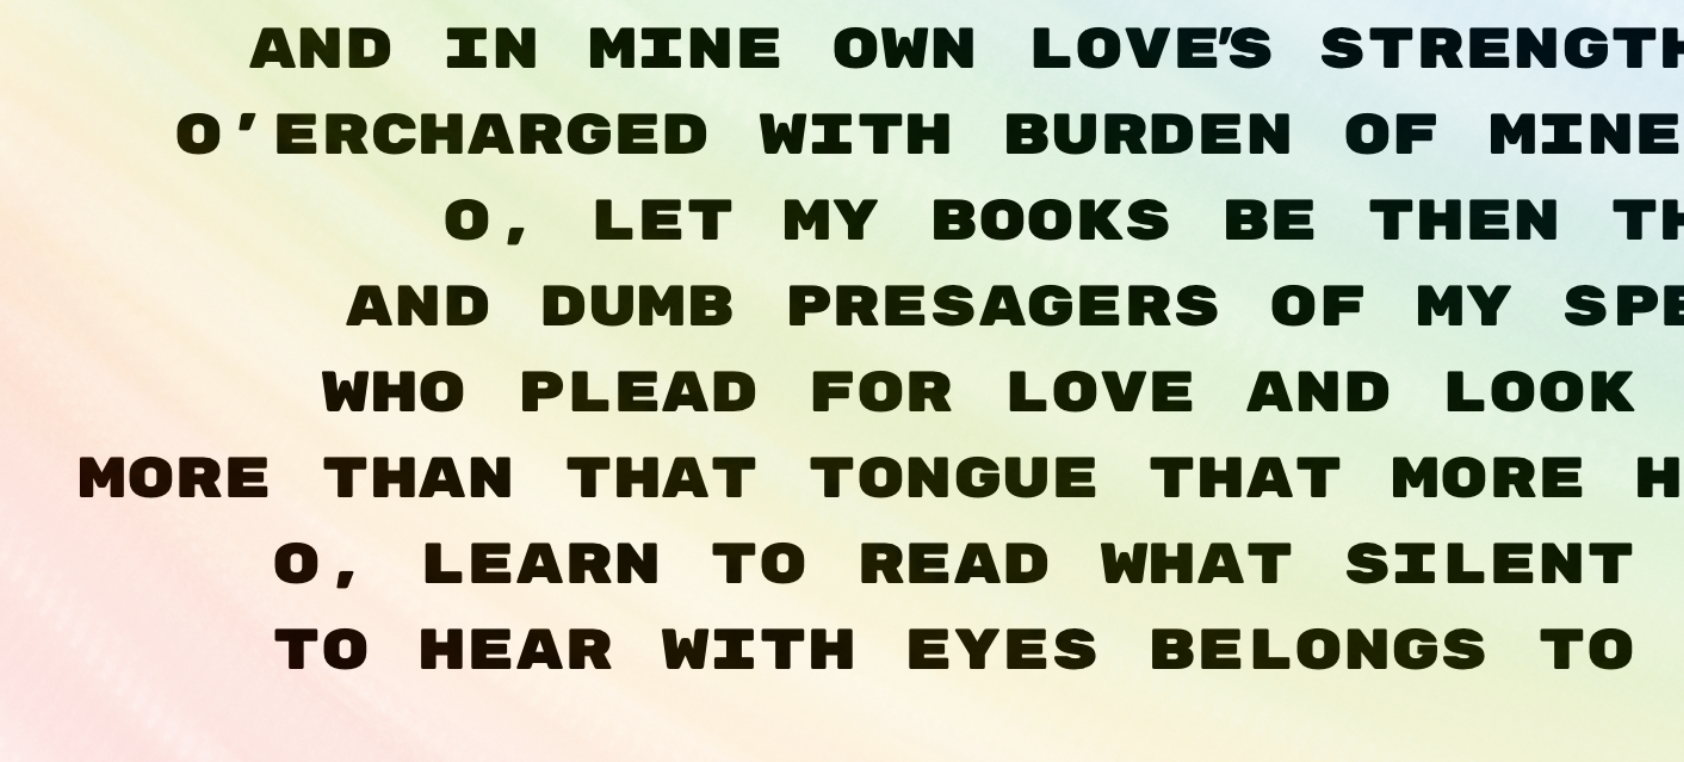 AND IN MINE OWN LOVE'S STRENGTH
O'ERCHARGED WITH BURDEN OF MINE
O, LET MY BOOKS BE THEN
AND DUMB PRESAGERS OF MY
WHO PLEAD FOR LOVE AND LOOK
MORE THAN THAT TONGUE THAT MORE
O, LEARN TO READ WHAT SILENT
TO HEAR WITH EYES BELONGS TO